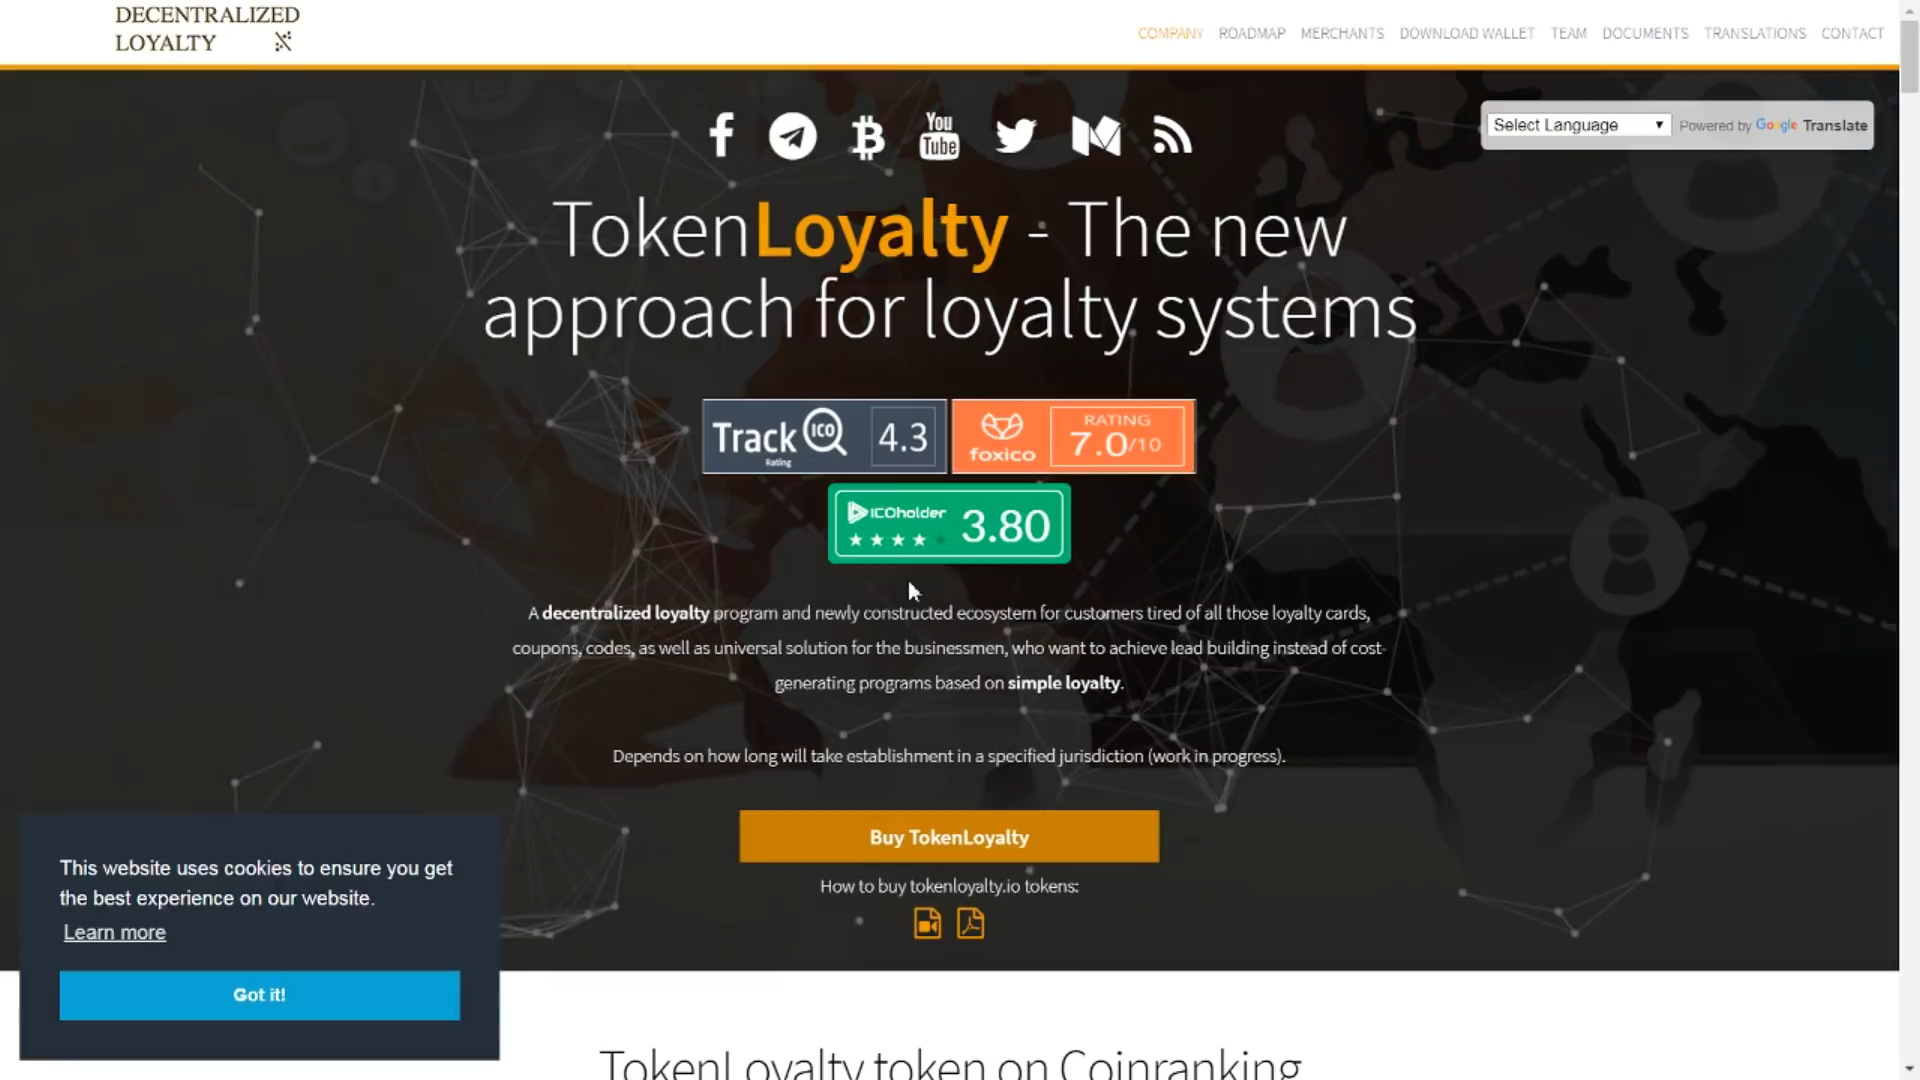 DECENTRALIZED
LOYALTY
COMPANY ROADMAP MERCHANTS DOWNLOAD WALLET TEAM DOCUMENTS TRANSLATIONS CONTACT
You
Tube
Select Language Powered by Google Translate
TokenLoyalty - The new
approach for loyalty systems
Track ICO Rating 4.3
foxico RATING 7.0/10
ICOholder 3.80
A decentralized loyalty program and newly constructed ecosystem for customers tired of all those loyalty cards,
coupons, codes, as well as universal solution for the businessmen, who want to achieve lead building instead of cost-
generating programs based on simple loyalty.
Depends on how long will take establishment in a specified jurisdiction (work in progress).
Buy TokenLoyalty
How to buy tokenloyalty.io tokens:
This website uses cookies to ensure you get
the best experience on our website.
Learn more
Got it!
TokenLoyalty token on Coinranking